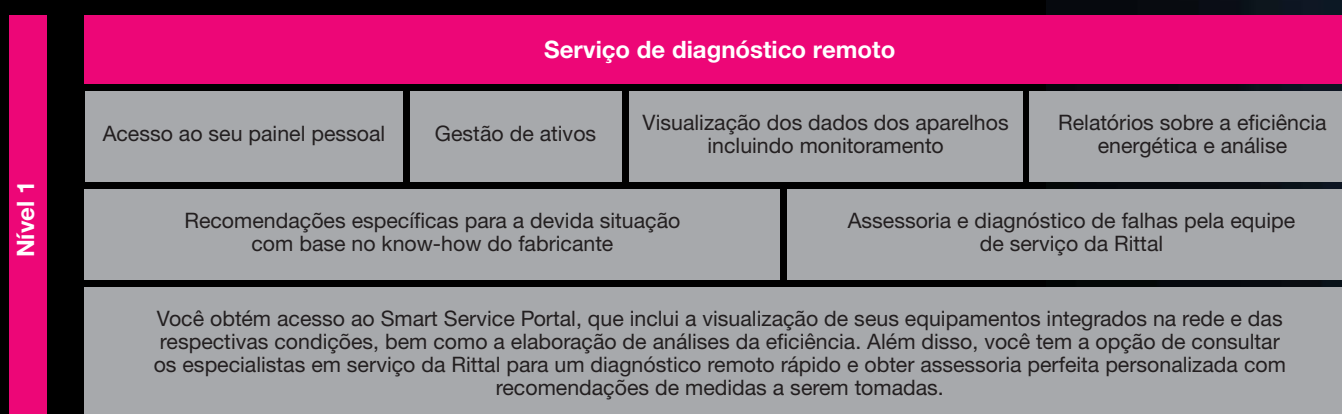 Nível 1
Serviço de diagnóstico remoto
Acesso ao seu painel pessoal
Gestão de ativos
Visualização dos dados dos aparelhos
incluindo monitoramento
Relatórios sobre a eficiência
energética e análise
Recomendações específicas para a devida situação
com base no know-how do fabricante
Assessoria e diagnóstico de falhas pela equipe
de serviço da Rittal
Você obtém acesso ao Smart Service Portal, que inclui a visualização de seus equipamentos integrados na rede e das
respectivas condições, bem como a elaboração de análises da eficiência. Além disso, você tem a opção de consultar
os especialistas em serviço da Rittal para um diagnóstico remoto rápido e obter assessoria perfeita personalizada com
recomendações de medidas a serem tomadas.